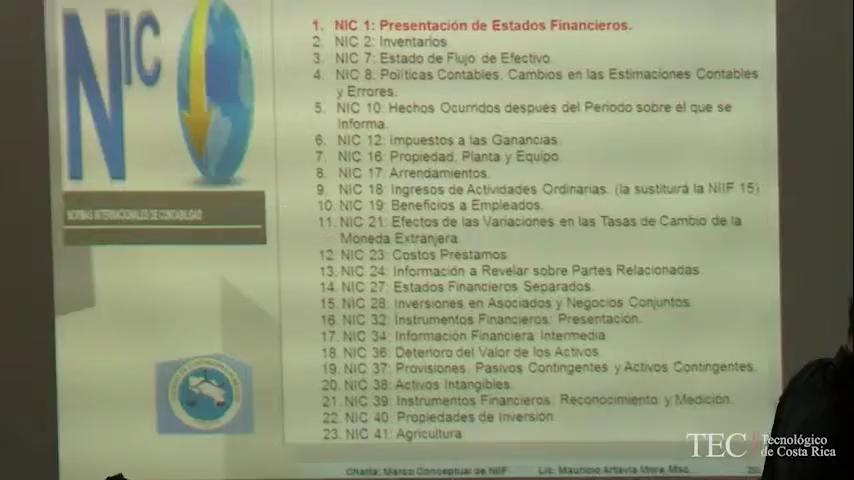 NIC
NORMAS INTERNACIONALES DE CONTABILIDAD
1. NIC 1: Presentación de Estados Financieros.
2. NIC 2: Inventarios.
3. NIC 7: Estado de Flujo de Efectivo.
4. NIC 8: Políticas Contables, Cambios en las Estimaciones Contables
y Errores.
5. NIC 10: Hechos Ocurridos después del Periodo sobre el que se
Informa.
6. NIC 12: Impuestos a las Ganancias.
7. NIC 16: Propiedad, Planta y Equipo.
8. NIC 17: Arrendamientos.
9. NIC 18: Ingresos de Actividades Ordinarias. (la sustituirá la NIIF 15)
10. NIC 19: Beneficios a Empleados.
11. NIC 21: Efectos de las Variaciones en las Tasas de Cambio de la
Moneda Extranjera.
12. NIC 23: Costos Préstamos
13. NIC 24: Información a Revelar sobre Partes Relacionadas.
14. NIC 27: Estados Financieros Separados.
15. NIC 28: Inversiones en Asociados y Negocios Conjuntos.
16. NIC 32: Instrumentos Financieros: Presentación.
17. NIC 34: Información Financiera Intermedia
18. NIC 36: Deterioro del Valor de los Activos.
19. NIC 37: Provisiones, Pasivos Contingentes y Activos Contingentes.
20. NIC 38: Activos Intangibles.
21. NIC 39: Instrumentos Financieros: Reconocimiento y Medición.
22. NIC 40: Propiedades de Inversión
23. NIC 41: Agricultura
Charla: Marco Conceptual de NIIF Lic. Mauricio Artavia Mora, Msc.
TEC Tecnológico
de Costa Rica